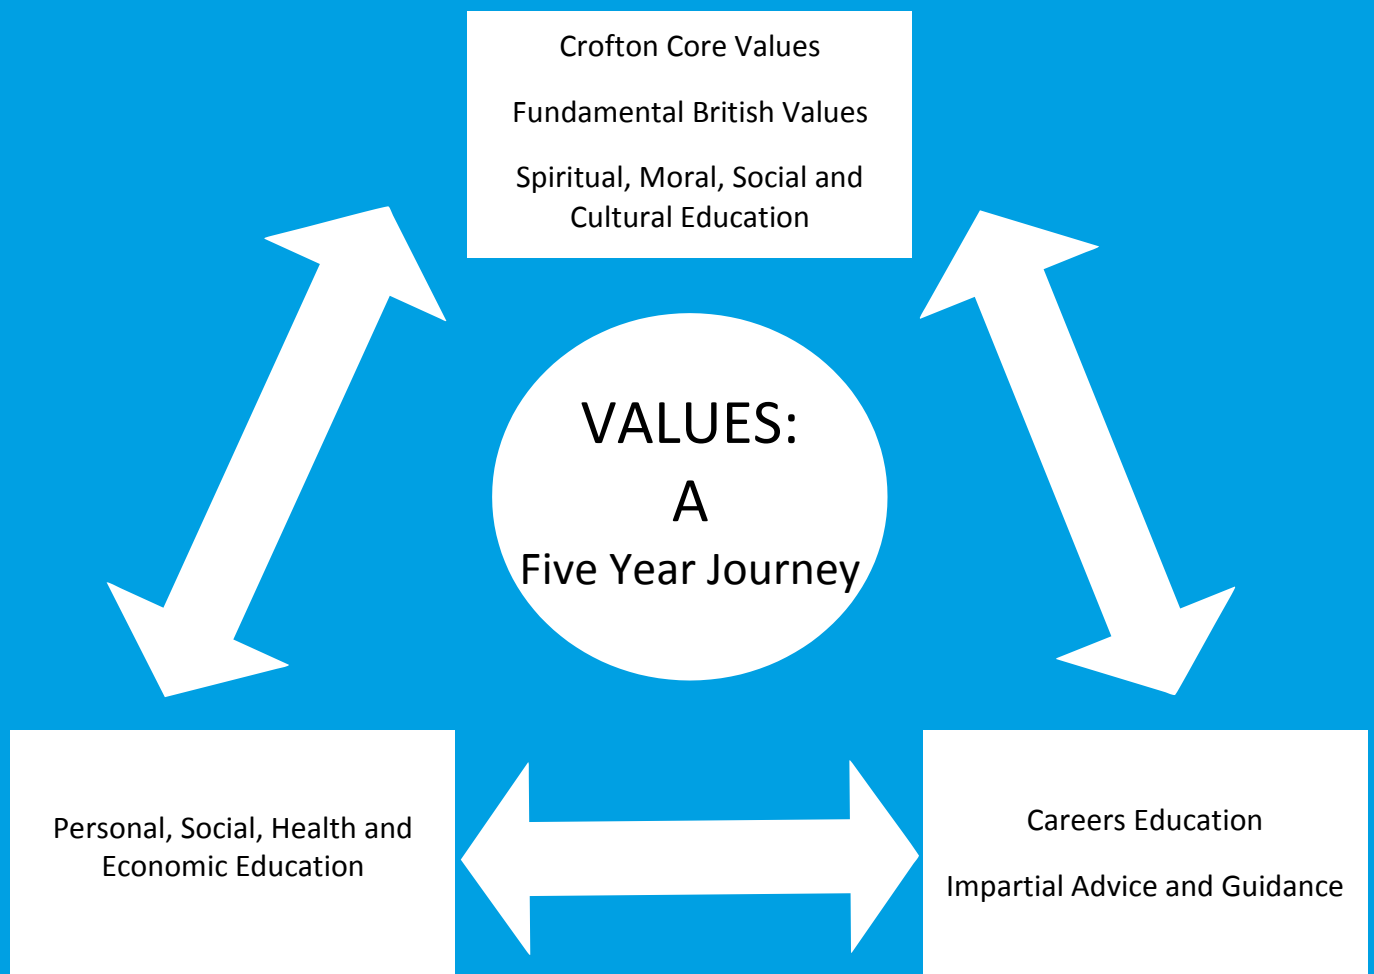 Crofton Core Values
Fundamental British Values
Spiritual, Moral, Social and
Cultural Education
VALUES:
A
Five Year Journey
Personal, Social, Health and
Economic Education
Careers Education
Impartial Advice and Guidance